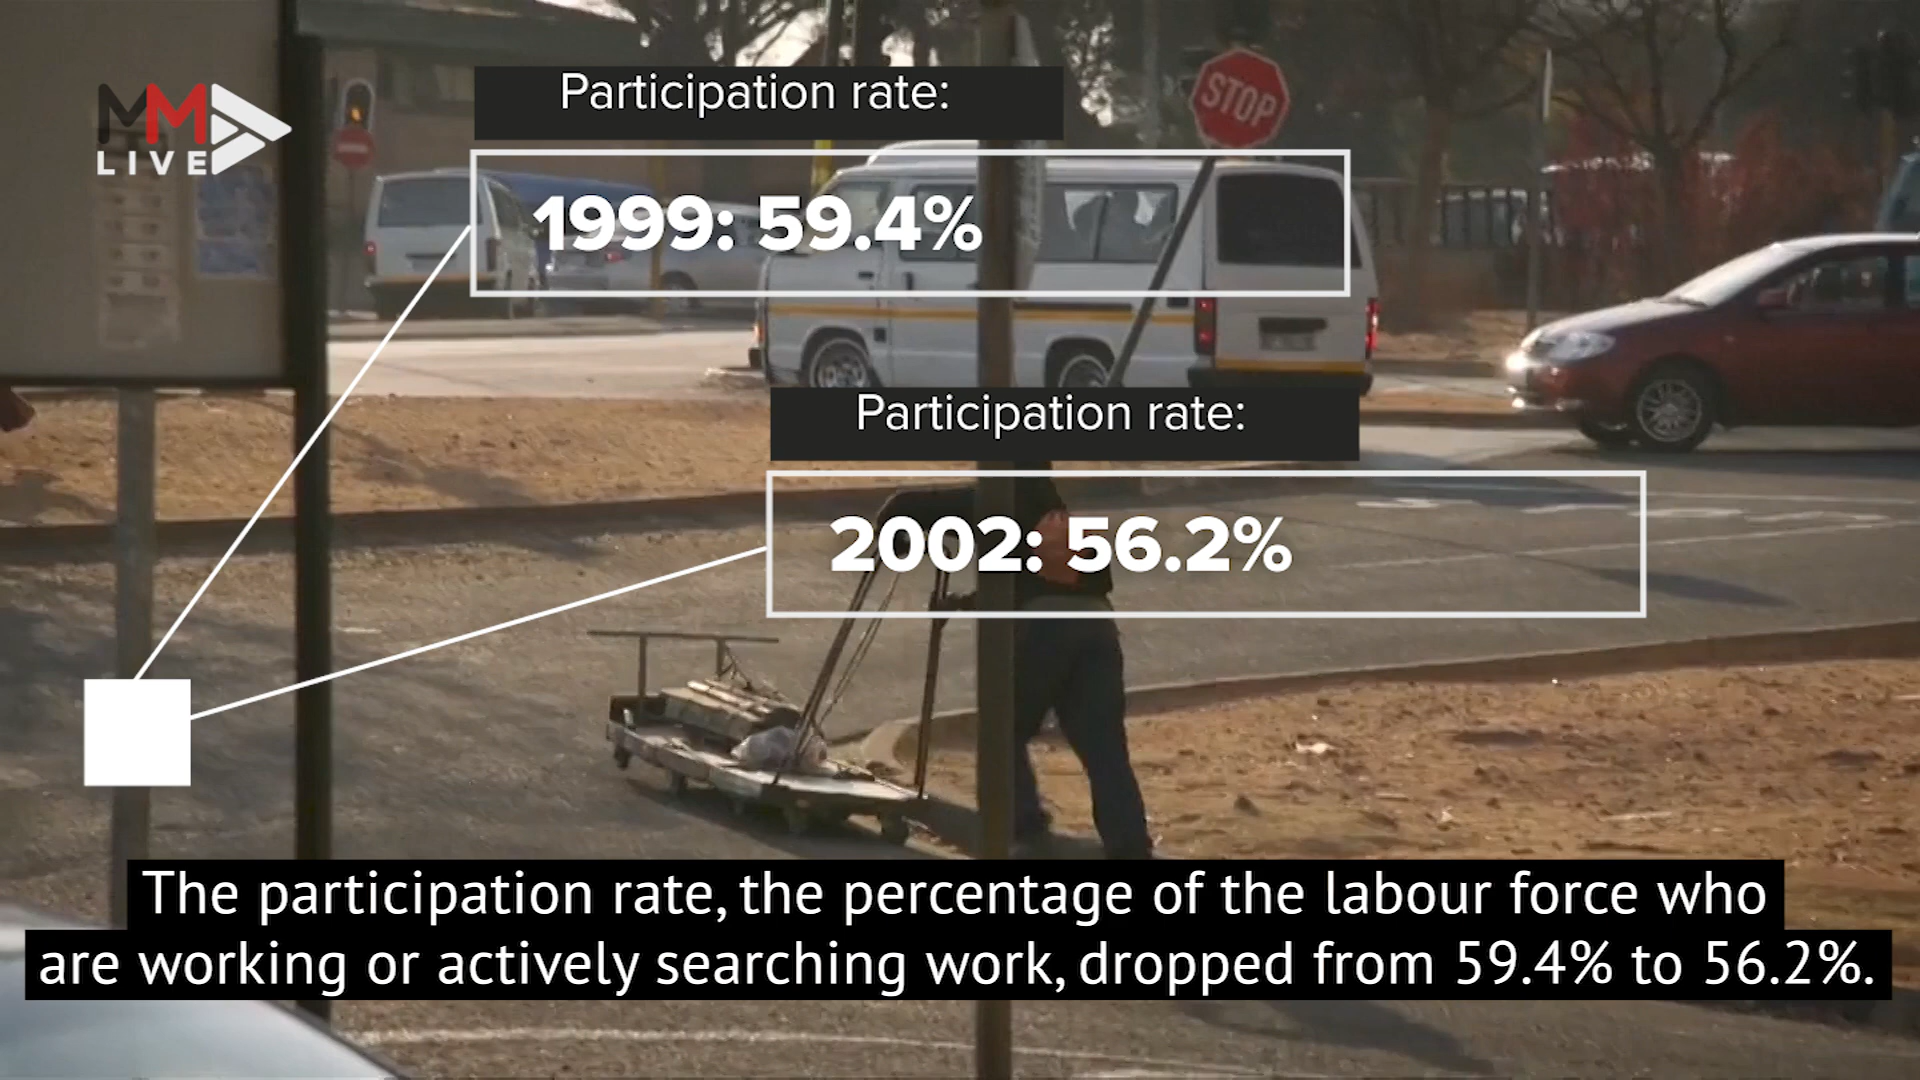 MM
LIVE
Participation rate:
STOP
1999: 59.4%
Participation rate:
2002: 56.2%
The participation rate, the percentage of the labour force who
are working or actively searching work, dropped from 59.4% to 56.2%.